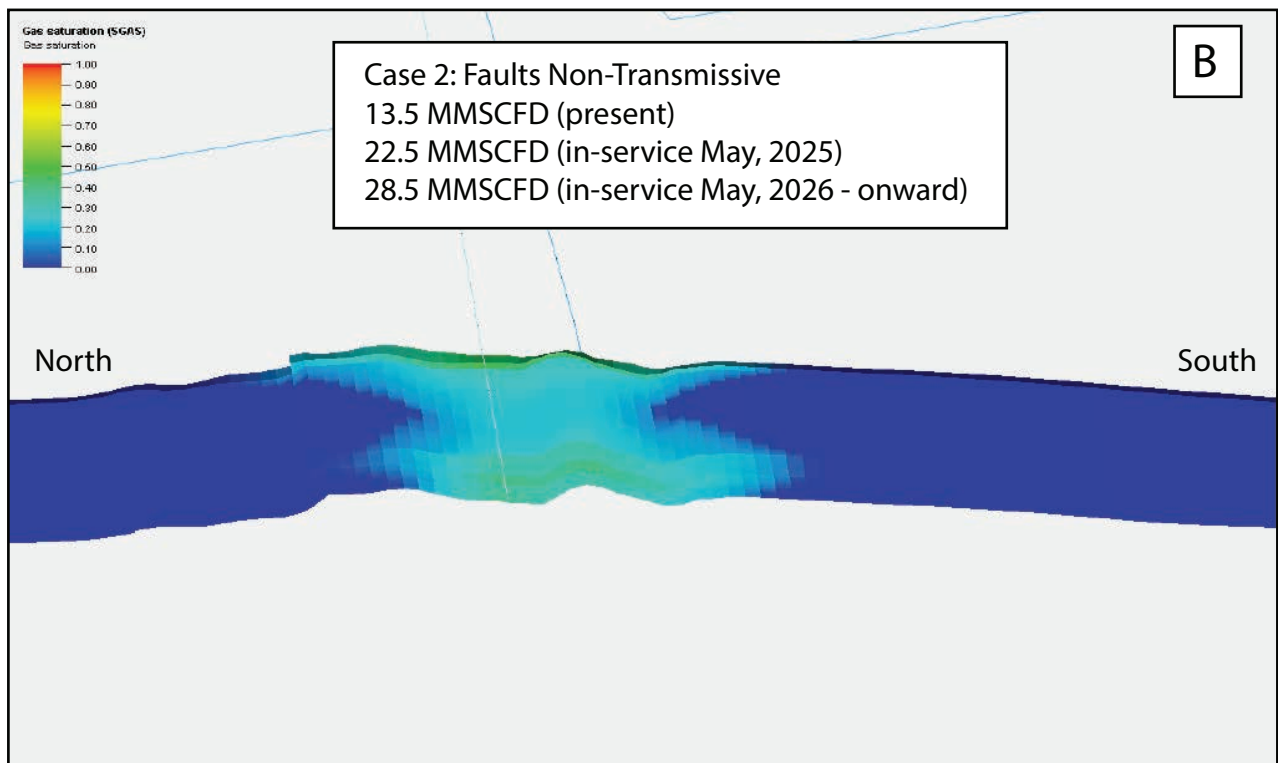 Gas saturation (SGAS)
Gas saturation
1.00
0.90
0.80
0.70
0.60
0.50
0.40
0.30
0.20
0.10
0.00
Case 2: Faults Non-Transmissive
13.5 MMSCFD (present)
22.5 MMSCFD (in-service May, 2025)
28.5 MMSCFD (in-service May, 2026 - onward)
B
North
South